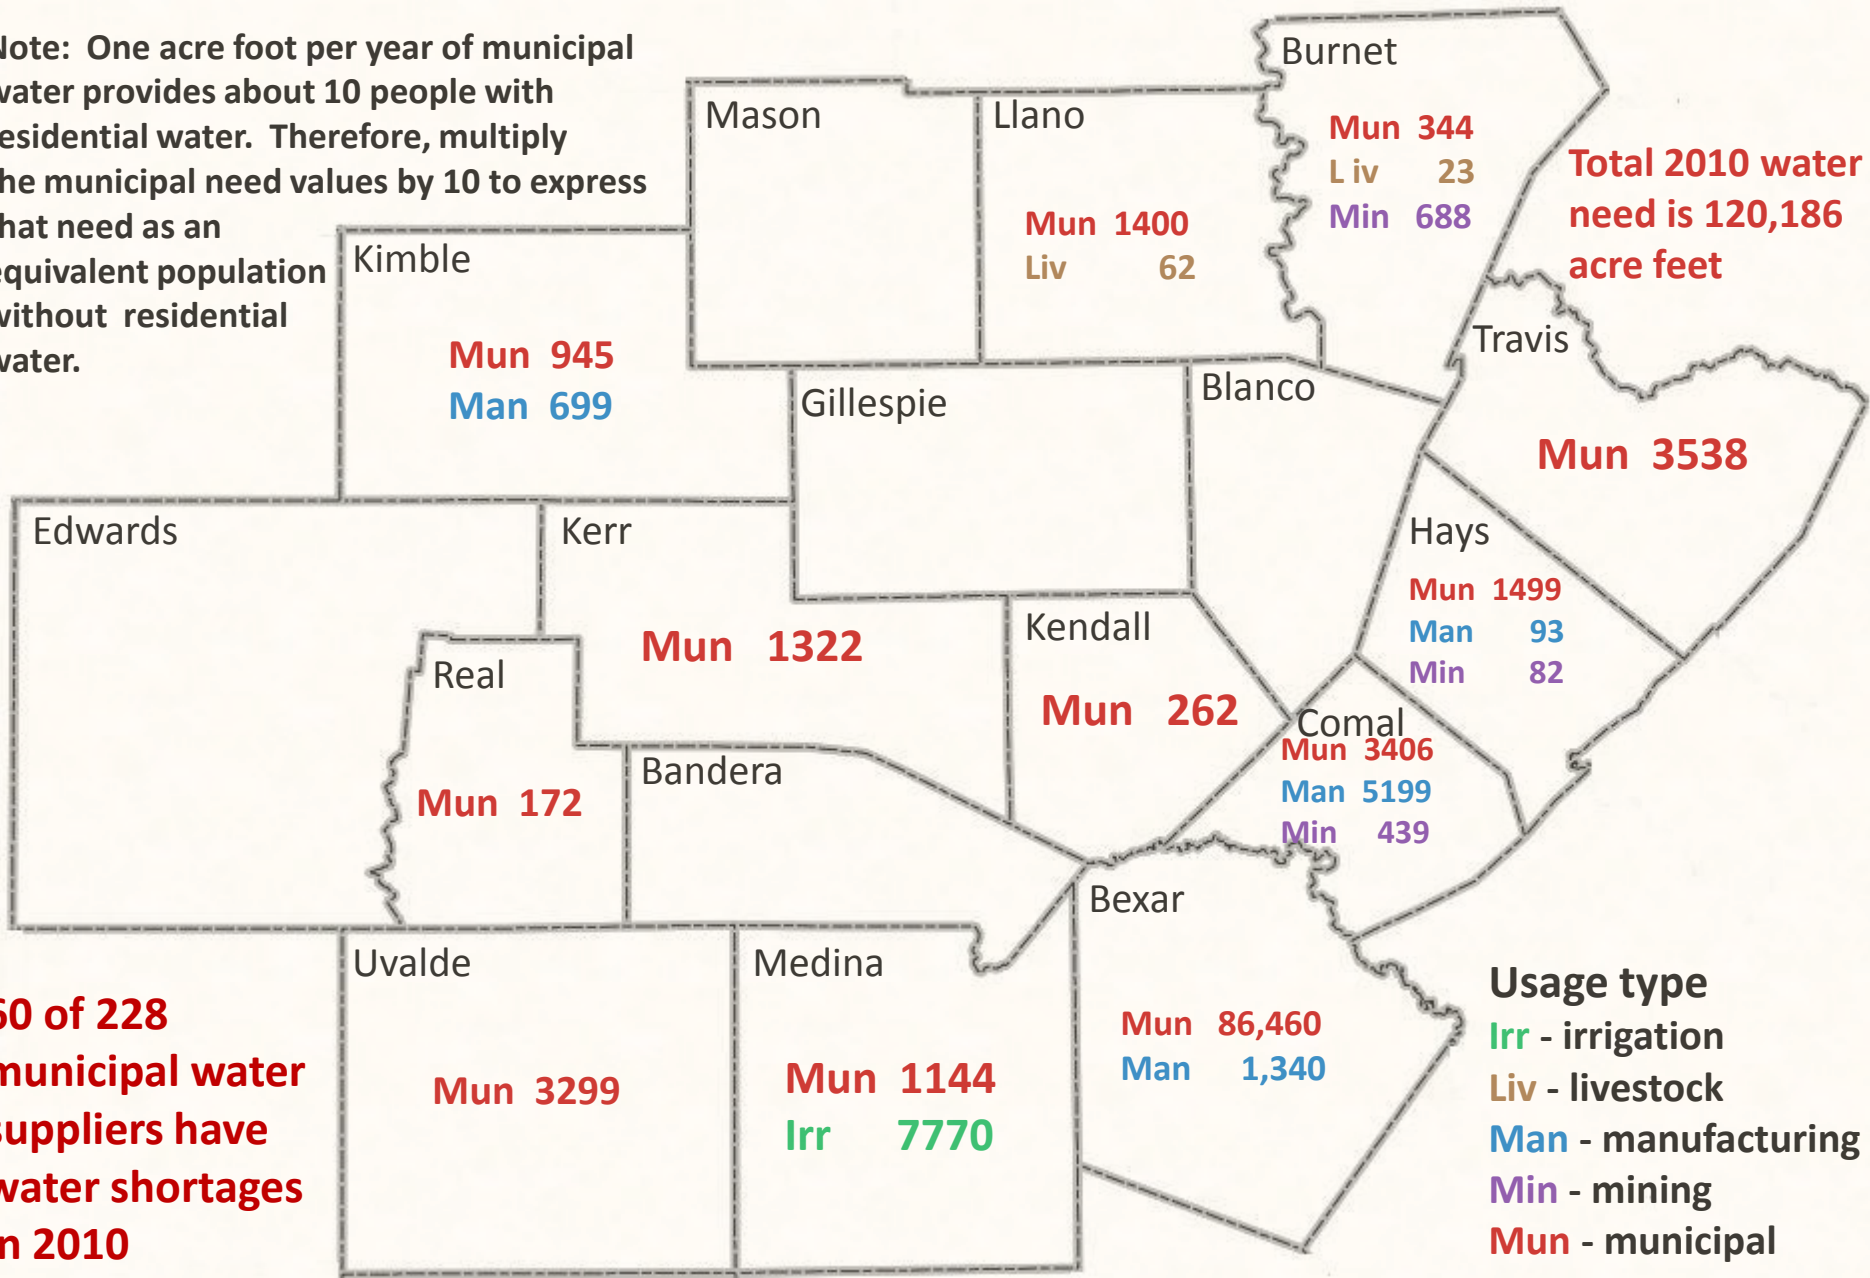 Note: One acre foot per year of municipal
water provides about 10 people with
residential water. Therefore, multiply
the municipal need values by 10 to express
that need as an
equivalent population
without residential
water.
Burnet
Mun 344
L iv 23
Min 688
Total 2010 water
need is 120,186
acre feet
Mason
Llano
Mun 1400
Liv 62
Kimble
Mun 945
Man 699
Gillespie
Blanco
Travis
Mun 3538
Edwards
Kerr
Mun 1322
Hays
Mun 1499
Man 93
Min 82
Real
Mun 172
Kendall
Mun 262
Comal
Mun 3406
Man 5199
Min 439
Bandera
Bexar
Mun 86,460
Man 1,340
Uvalde
Mun 3299
Medina
Mun 1144
Irr 7770
of 228
municipal water
suppliers have
water shortages
in 2010
Usage type
Irr - irrigation
Liv - livestock
Man - manufacturing
Min - mining
Mun - municipal